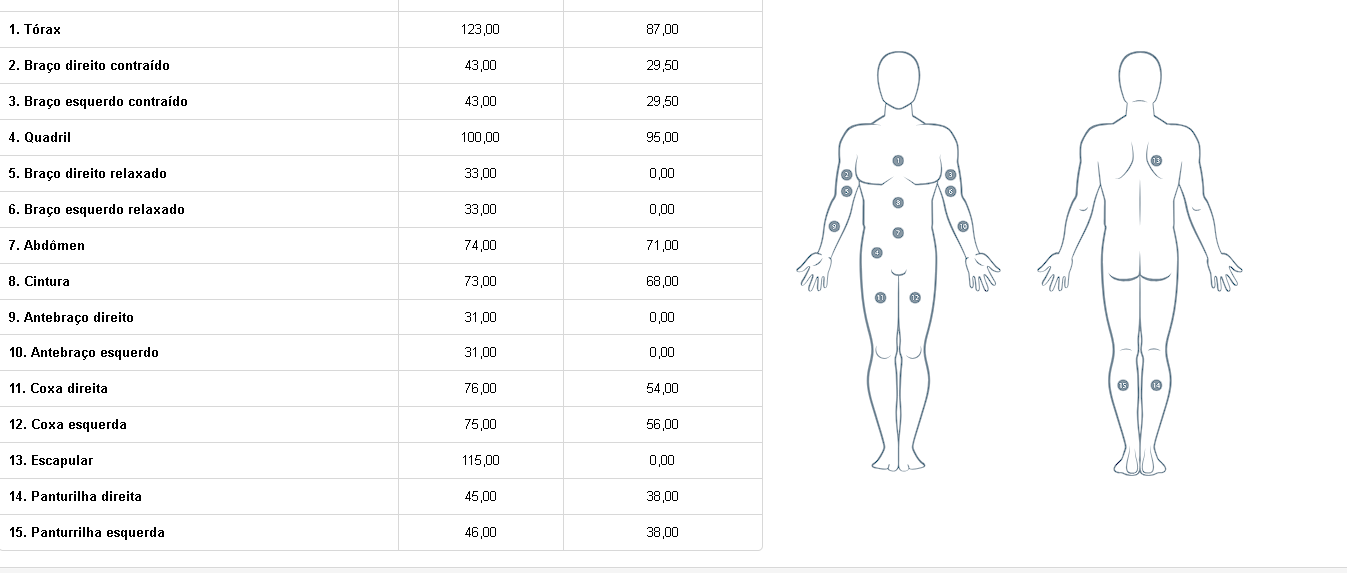 1. Tórax 123,00 87,00
2. Braço direito contraído 43,00 29,50
3. Braço esquerdo contraído 43,00 29,50
4. Quadril 100,00 95,00
5. Braço direito relaxado 33,00 0,00
6. Braço esquerdo relaxado 33,00 0,00
7. Abdômen 74,00 71,00
8. Cintura 73,00 68,00
9. Antebraço direito 31,00 0,00
10. Antebraço esquerdo 31,00 0,00
11. Coxa direita 76,00 54,00
12. Coxa esquerda 75,00 56,00
13. Escapular 115,00 0,00
14. Panturilha direita 45,00 38,00
15. Panturrilha esquerda 46,00 38,00
1
13
2
3
5
6
8
9
10
7
4
11
12
15
14